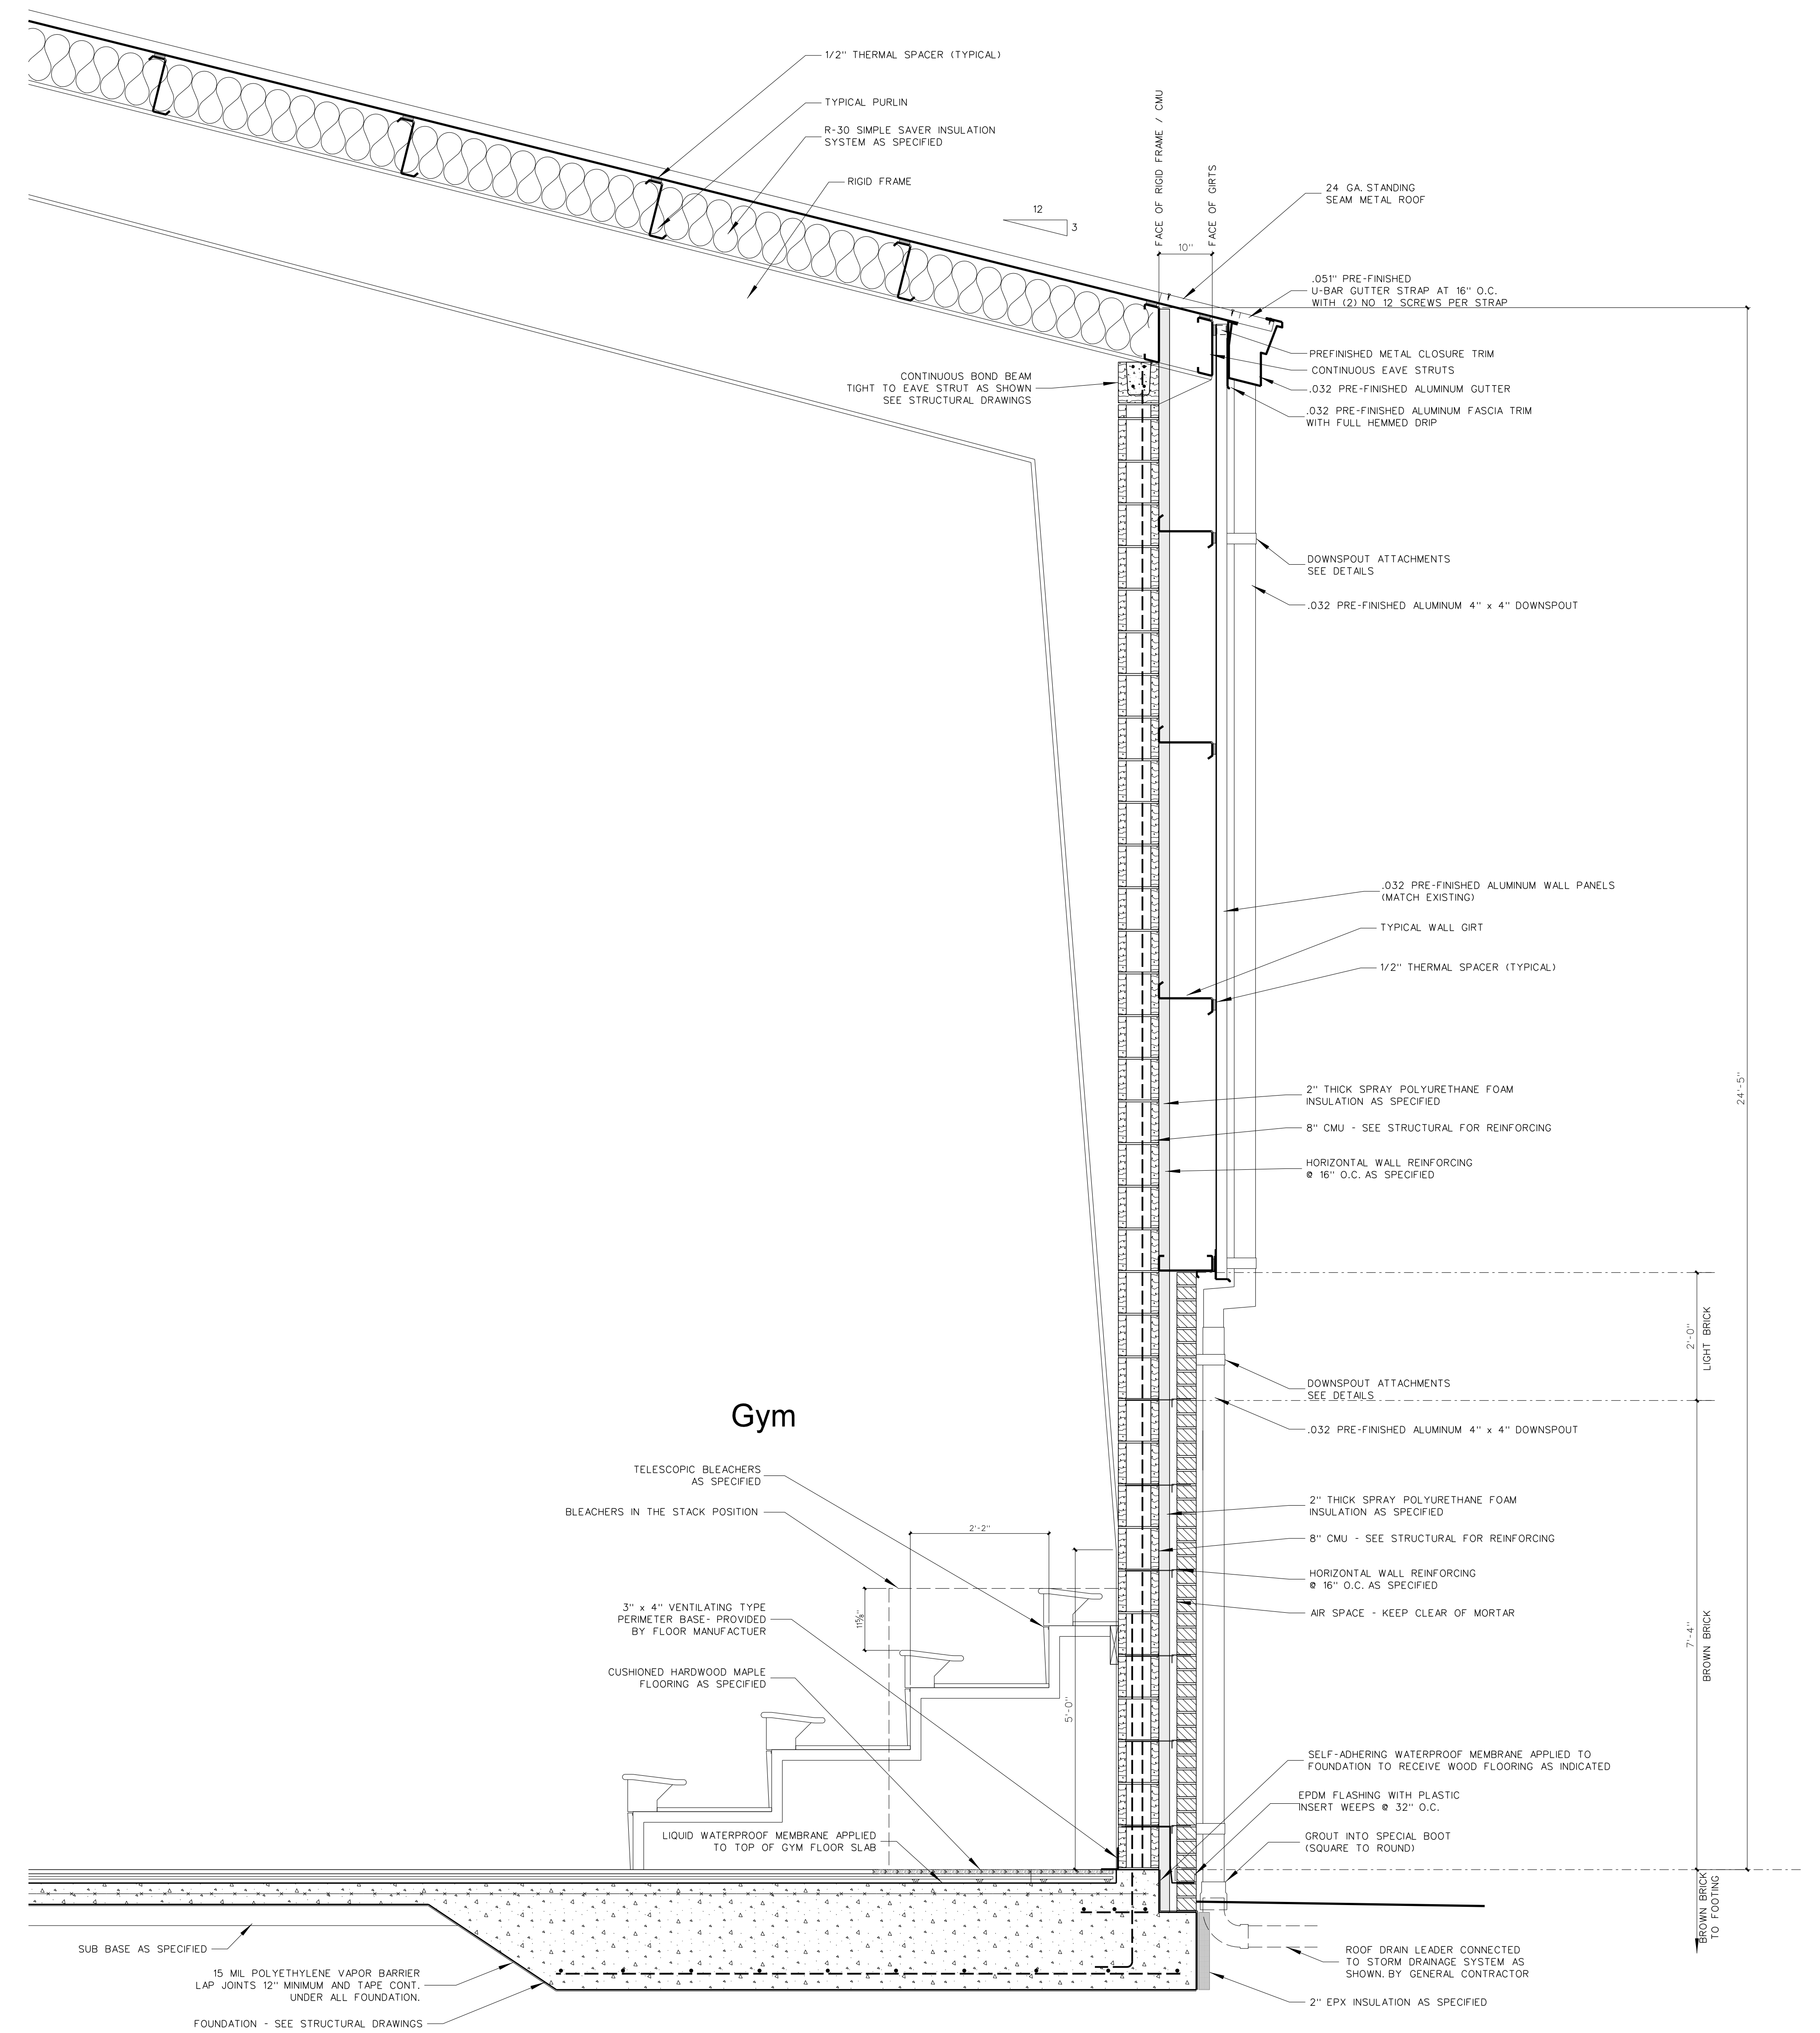 1/2" THERMAL SPACER (TYPICAL)
TYPICAL PURLIN
R-30 SIMPLE SAVER INSULATION
SYSTEM AS SPECIFIED
RIGID FRAME
12
3
FACE OF RIGID FRAME / CMU
FACE OF GIRTS
10"
24 GA. STANDING
SEAM METAL ROOF
.051" PRE-FINISHED
U-BAR GUTTER STRAP AT 16" O.C.
WITH (2) NO 12 SCREWS PER STRAP
PREFINISHED METAL CLOSURE TRIM
CONTINUOUS EAVE STRUTS
.032 PRE-FINISHED ALUMINUM GUTTER
.032 PRE-FINISHED ALUMINUM FASCIA TRIM
WITH FULL HEMMED DRIP
CONTINUOUS BOND BEAM
TIGHT TO EAVE STRUT AS SHOWN
SEE STRUCTURAL DRAWINGS
DOWNSPOUT ATTACHMENTS
SEE DETAILS
.032 PRE-FINISHED ALUMINUM 4" x 4" DOWNSPOUT
.032 PRE-FINISHED ALUMINUM WALL PANELS
(MATCH EXISTING)
TYPICAL WALL GIRT
1/2" THERMAL SPACER (TYPICAL)
2" THICK SPRAY POLYURETHANE FOAM
INSULATION AS SPECIFIED
8" CMU - SEE STRUCTURAL FOR REINFORCING
HORIZONTAL WALL REINFORCING
@ 16" O.C. AS SPECIFIED
24'-5"
2'-0"
LIGHT BRICK
DOWNSPOUT ATTACHMENTS
SEE DETAILS
.032 PRE-FINISHED ALUMINUM 4" x 4" DOWNSPOUT
Gym
TELESCOPIC BLEACHERS
AS SPECIFIED
BLEACHERS IN THE STACK POSITION
2'-2"
11 5/8"
5'-0"
3" x 4" VENTILATING TYPE
PERIMETER BASE- PROVIDED
BY FLOOR MANUFACTUER
CUSHIONED HARDWOOD MAPLE
FLOORING AS SPECIFIED
LIQUID WATERPROOF MEMBRANE APPLIED
TO TOP OF GYM FLOOR SLAB
2" THICK SPRAY POLYURETHANE FOAM
INSULATION AS SPECIFIED
8" CMU - SEE STRUCTURAL FOR REINFORCING
HORIZONTAL WALL REINFORCING
@ 16" O.C. AS SPECIFIED
AIR SPACE - KEEP CLEAR OF MORTAR
7'-4"
BROWN BRICK
SELF-ADHERING WATERPROOF MEMBRANE APPLIED TO
FOUNDATION TO RECEIVE WOOD FLOORING AS INDICATED
EPDM FLASHING WITH PLASTIC
INSERT WEEPS @ 32" O.C.
GROUT INTO SPECIAL BOOT
(SQUARE TO ROUND)
BROWN BRICK
TO FOOTING
SUB BASE AS SPECIFIED
15 MIL POLYETHYLENE VAPOR BARRIER
LAP JOINTS 12" MINIMUM AND TAPE CONT.
UNDER ALL FOUNDATION.
FOUNDATION - SEE STRUCTURAL DRAWINGS
ROOF DRAIN LEADER CONNECTED
TO STORM DRAINAGE SYSTEM AS
SHOWN. BY GENERAL CONTRACTOR
2" EPX INSULATION AS SPECIFIED